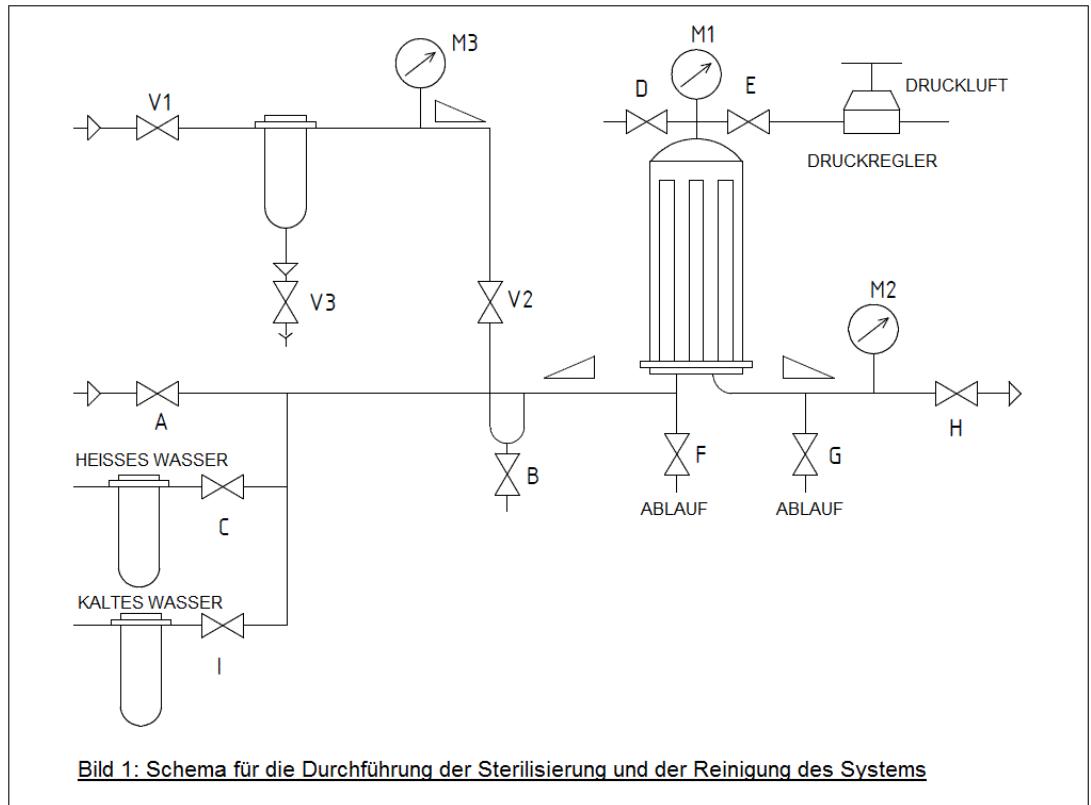 M3
M1
V1
D
E
DRUCKLUFT
DRUCKREGLER
V3
V2
M2
A
B
F
G
H
HEISSES WASSER
ABLAUF
ABLAUF
C
KALTES WASSER
I
Bild 1: Schema für die Durchführung der Sterilisierung und der Reinigung des Systems